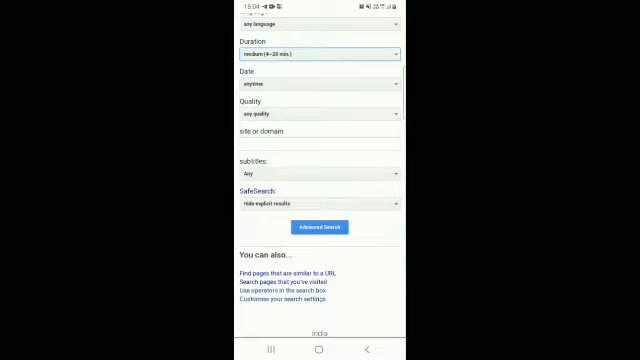 15:04
any language
Duration
medium (4–20 min.)
Date
anytime
Quality
any quality
site or domain:
subtitles:
Any
SafeSearch:
Hide explicit results
Advanced Search
You can also...
Find pages that are similar to a URL
Search pages that you've visited
Use operators in the search box
Customise your search settings
India